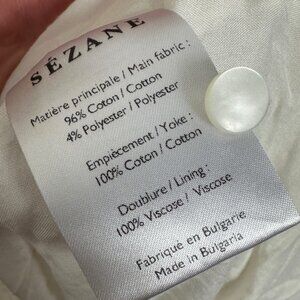 SÉZANE
Matière principale / Main fabric :
96% Coton / Cotton
4% Polyester / Polyester
Empiècement / Yoke :
100% Coton / Cotton
Doublure / Lining :
100% Viscose / Viscose
Fabrique en Bulgarie
Made in Bulgaria